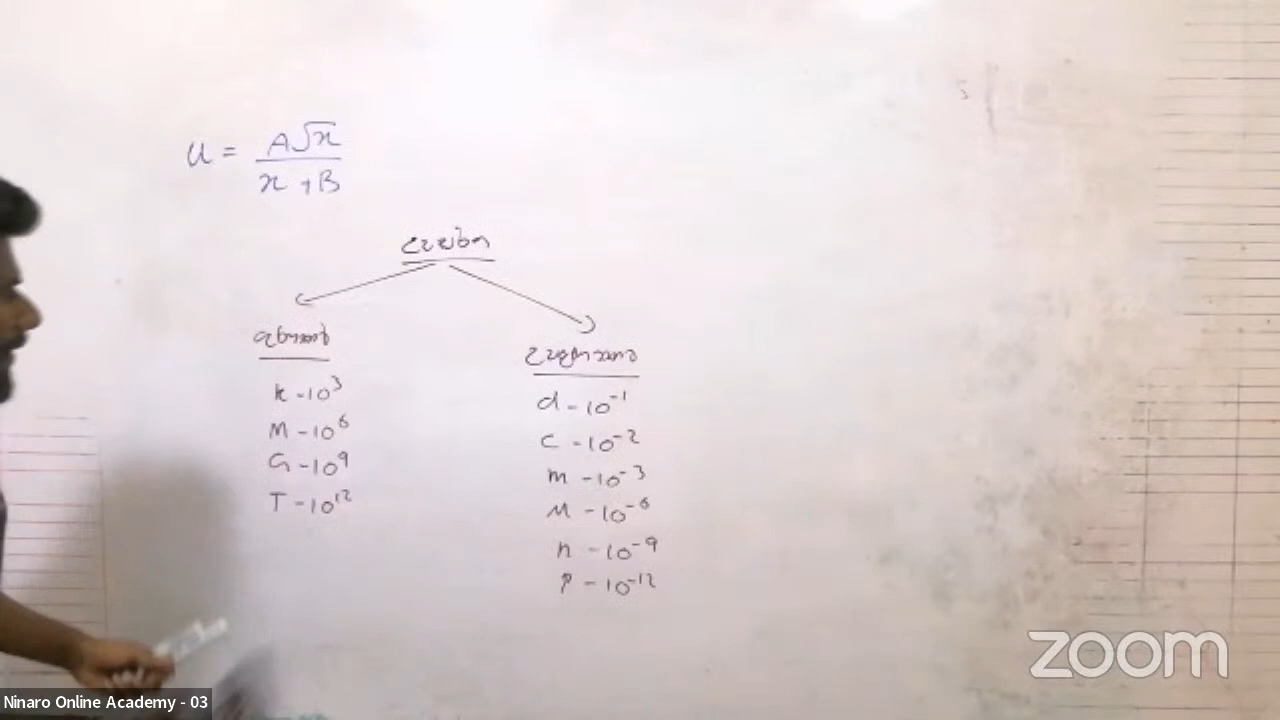 U = A√x / x + B
k - 10³
M - 10⁶
G - 10⁹
T - 10¹²
d - 10⁻¹
c - 10⁻²
m - 10⁻³
M - 10⁻⁶
n - 10⁻⁹
p - 10⁻¹²
zoom
Ninaro Online Academy - 03